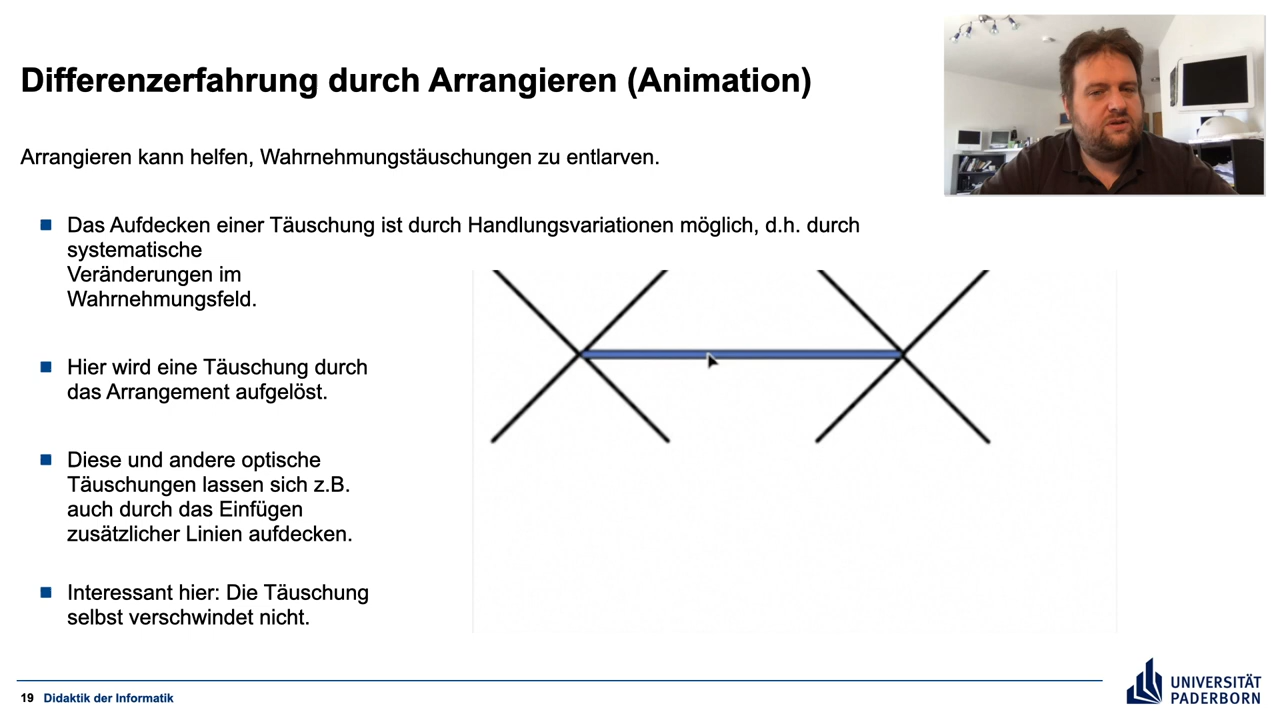 Differenzerfahrung durch Arrangieren (Animation)
Arrangieren kann helfen, Wahrnehmungstäuschungen zu entlarven.
Das Aufdecken einer Täuschung ist durch Handlungsvariationen möglich, d.h. durch
systematische
Veränderungen im
Wahrnehmungsfeld.
Hier wird eine Täuschung durch
das Arrangement aufgelöst.
Diese und andere optische
Täuschungen lassen sich z.B.
auch durch das Einfügen
zusätzlicher Linien aufdecken.
Interessant hier: Die Täuschung
selbst verschwindet nicht.
19 Didaktik der Informatik
UNIVERSITÄT
PADERBORN